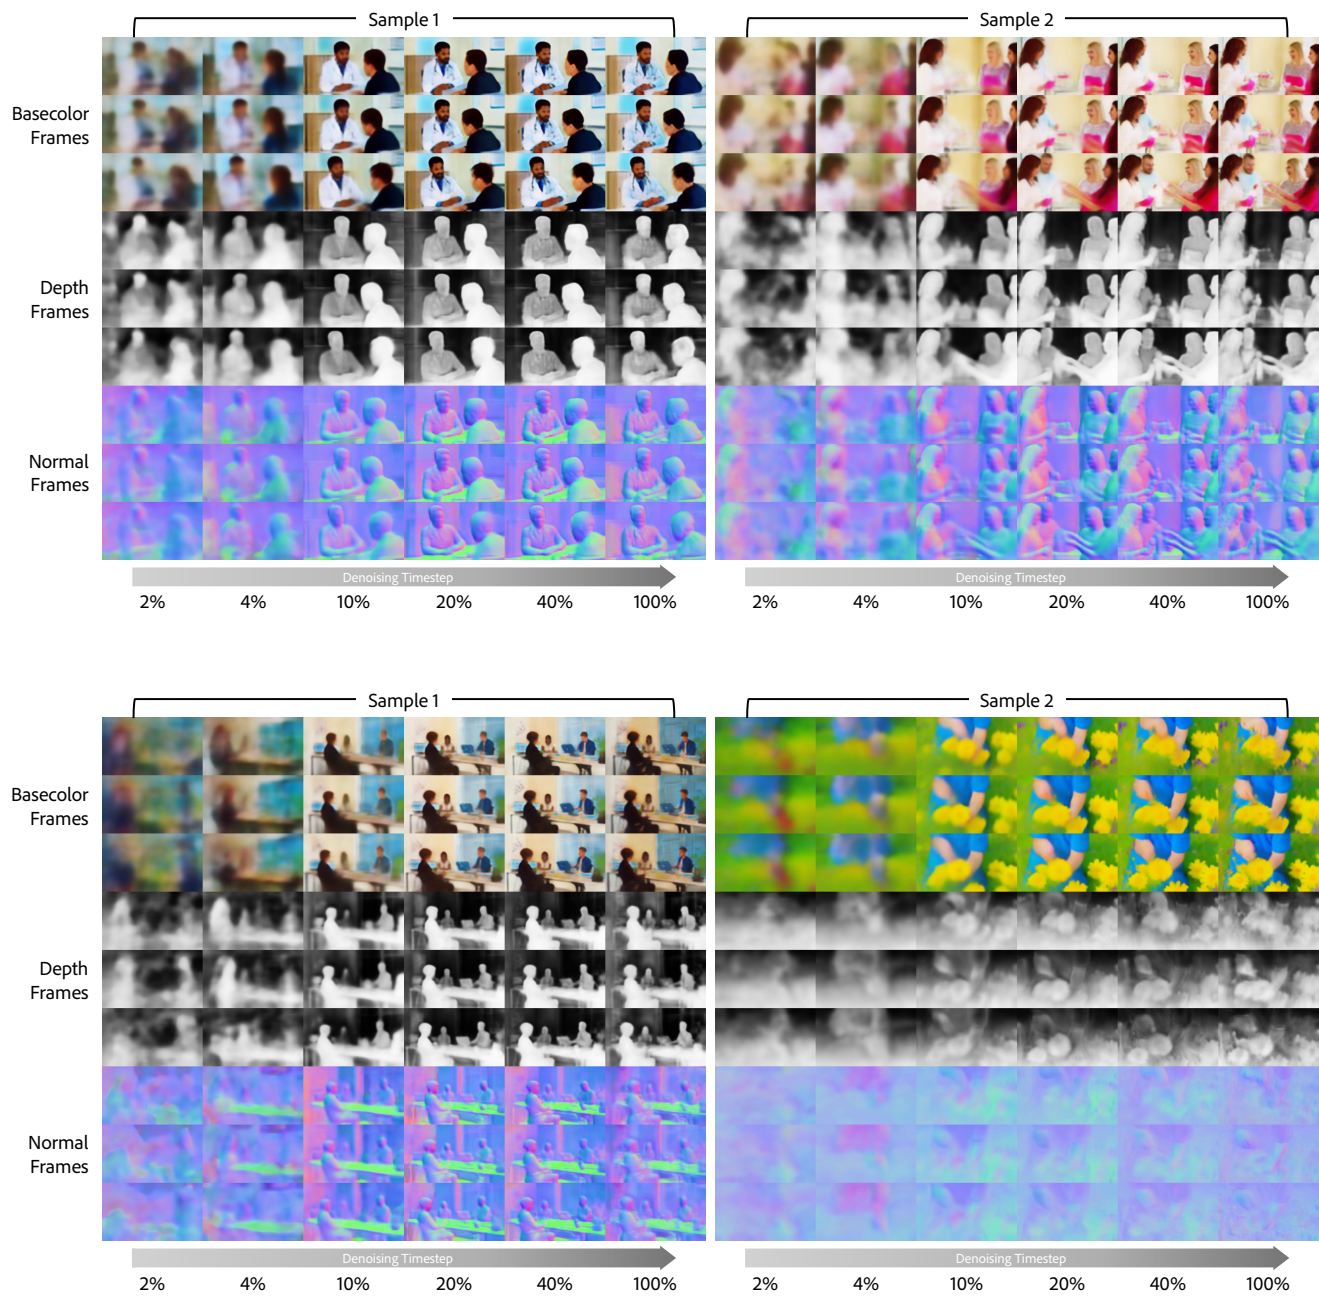 Sample 1
Sample 2
Basecolor
Frames
Depth
Frames
Normal
Frames
Denoising Timestep
Denoising Timestep
2%
4%
10%
20%
40%
100%
2%
4%
10%
20%
40%
100%
Sample 1
Sample 2
Basecolor
Frames
Depth
Frames
Normal
Frames
Denoising Timestep
Denoising Timestep
2%
4%
10%
20%
40%
100%
2%
4%
10%
20%
40%
100%